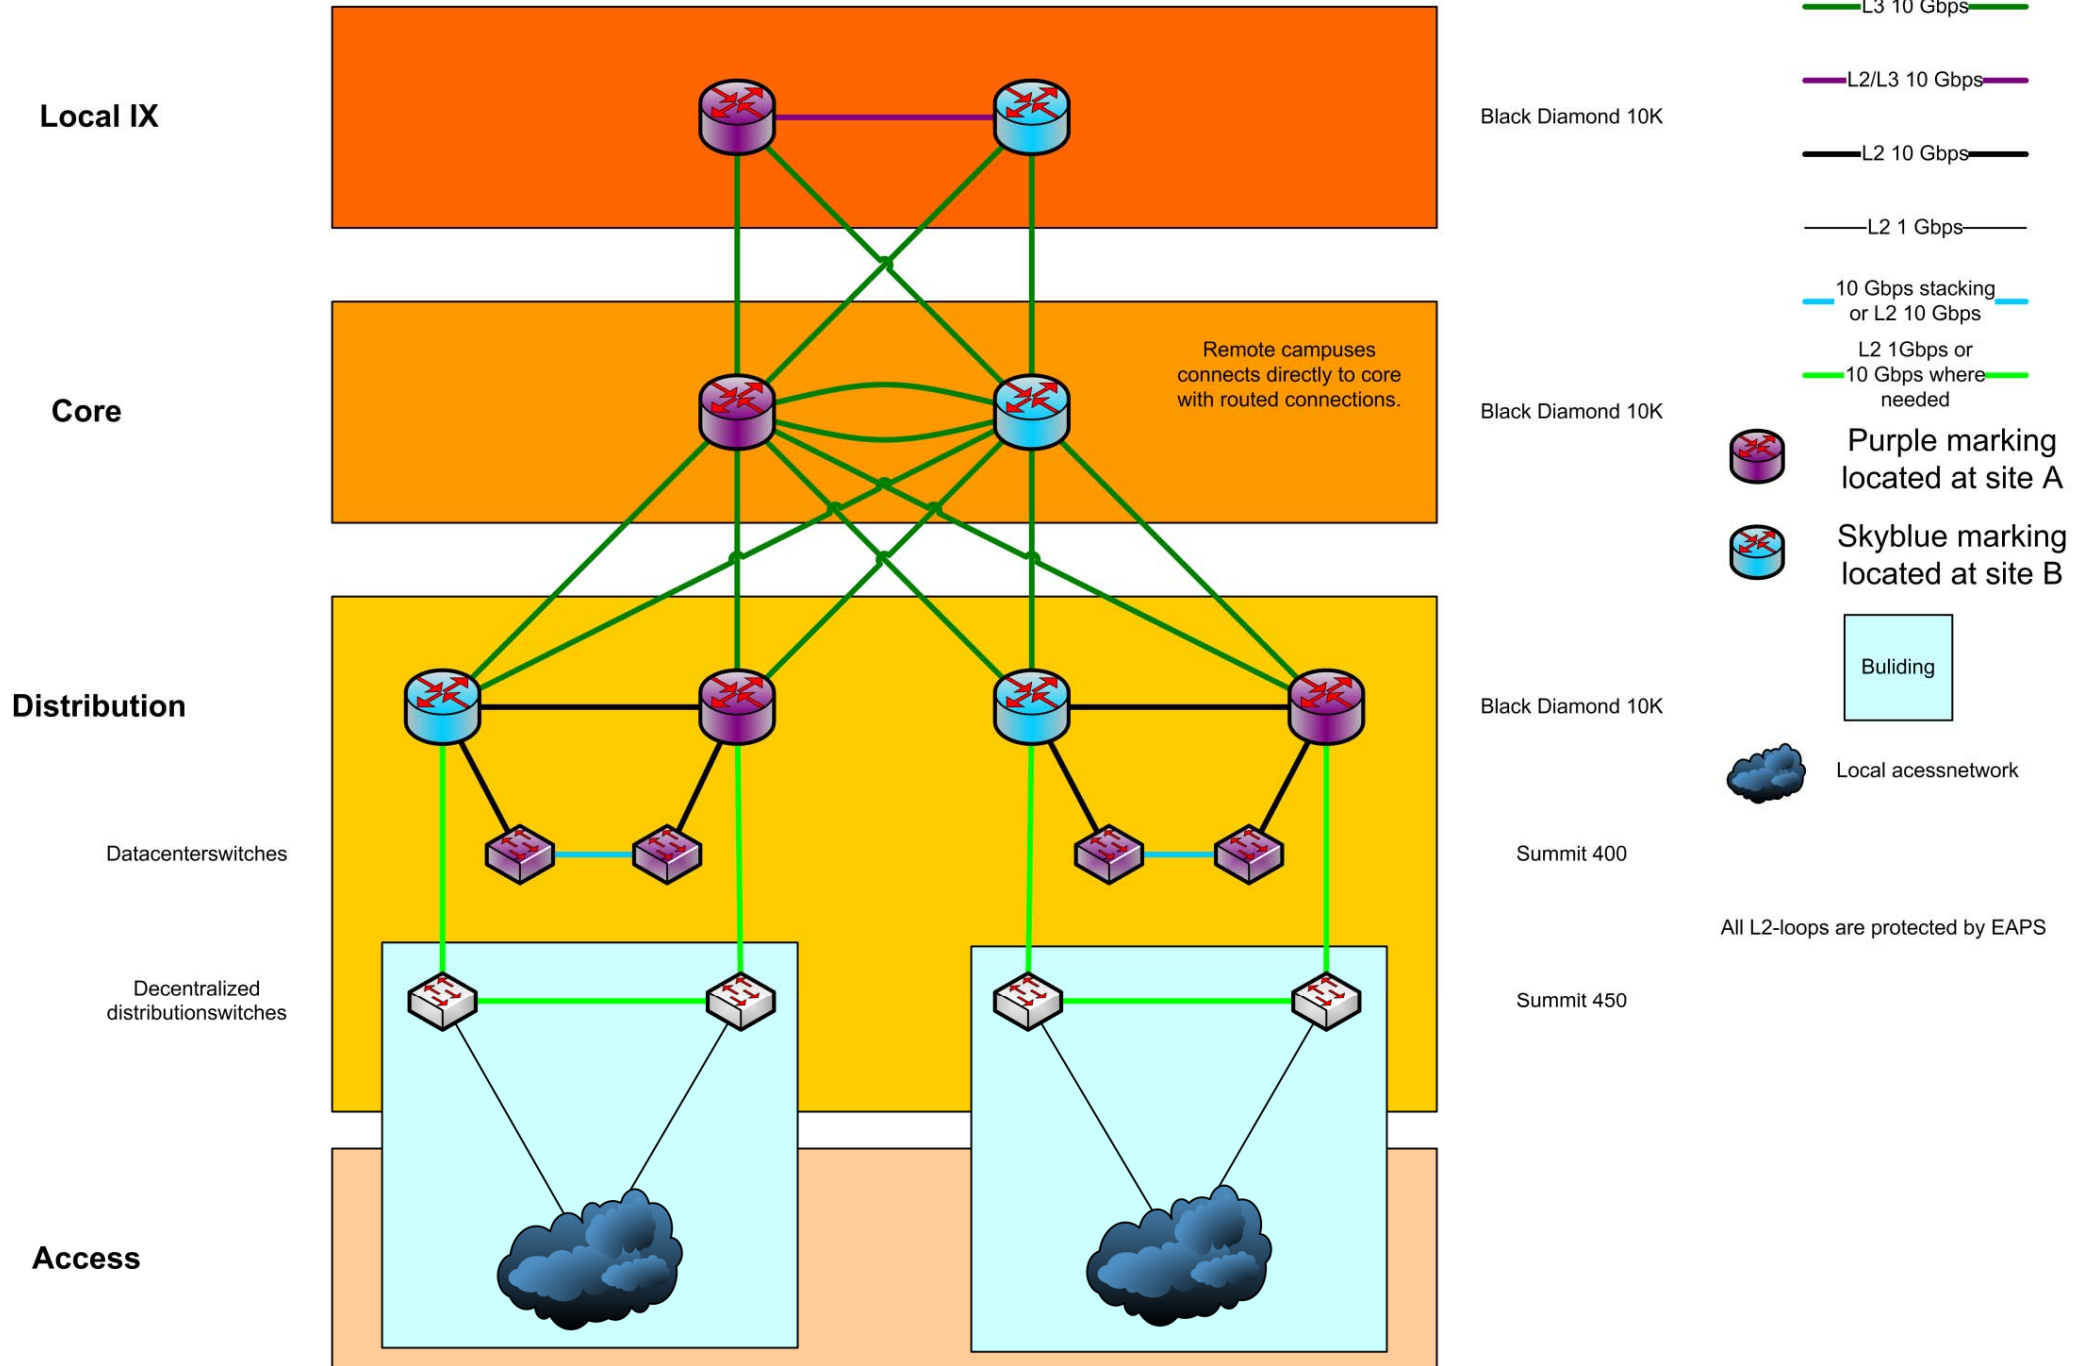 L3 10 Gbps
Local IX
Black Diamond 10K
L2/L3 10 Gbps
L2 10 Gbps
L2 1 Gbps
10 Gbps stacking
or L2 10 Gbps
L2 1Gbps or
10 Gbps where
needed
Remote campuses
connects directly to core
with routed connections.
Core
Black Diamond 10K
Purple marking
located at site A
Skyblue marking
located at site B
Buliding
Distribution
Black Diamond 10K
Local acessnetwork
Datacenterswitches
Summit 400
All L2-loops are protected by EAPS
Decentralized
distributionswitches
Summit 450
Access